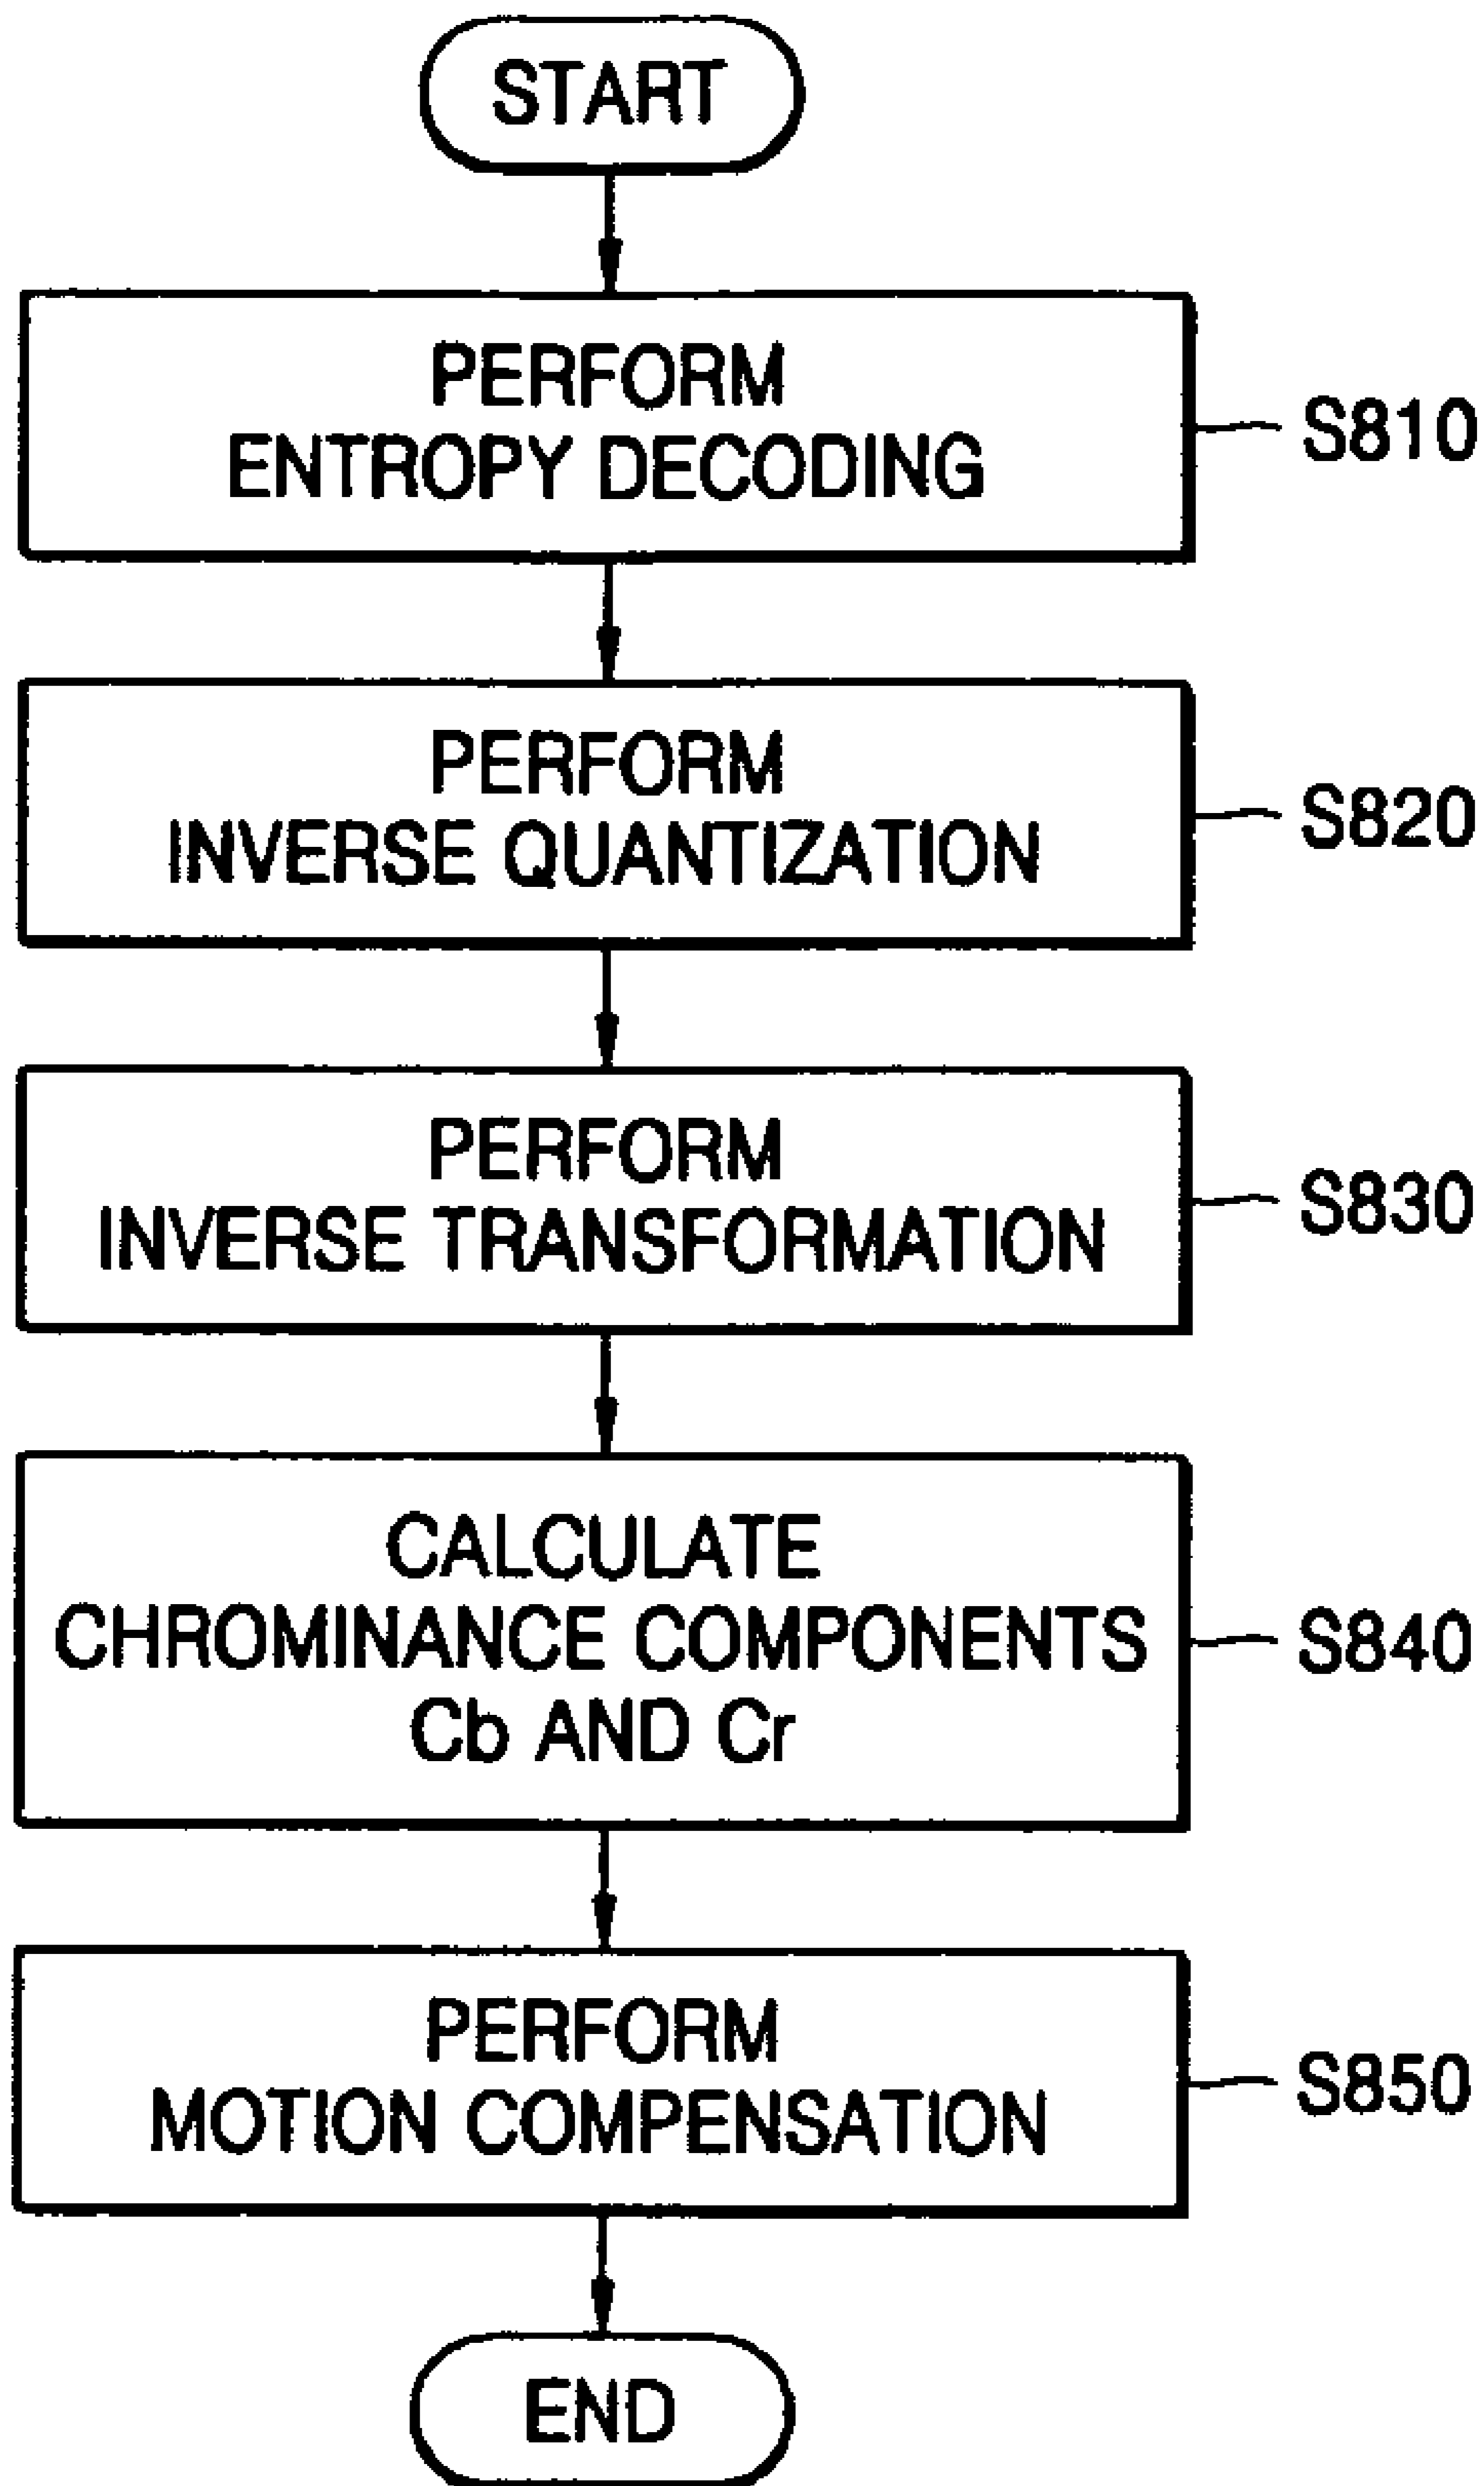 START
PERFORM
ENTROPY DECODING
S810
PERFORM
INVERSE QUANTIZATION
S820
PERFORM
INVERSE TRANSFORMATION
S830
CALCULATE
CHROMINANCE COMPONENTS
Cb AND Cr
S840
PERFORM
MOTION COMPENSATION
S850
END